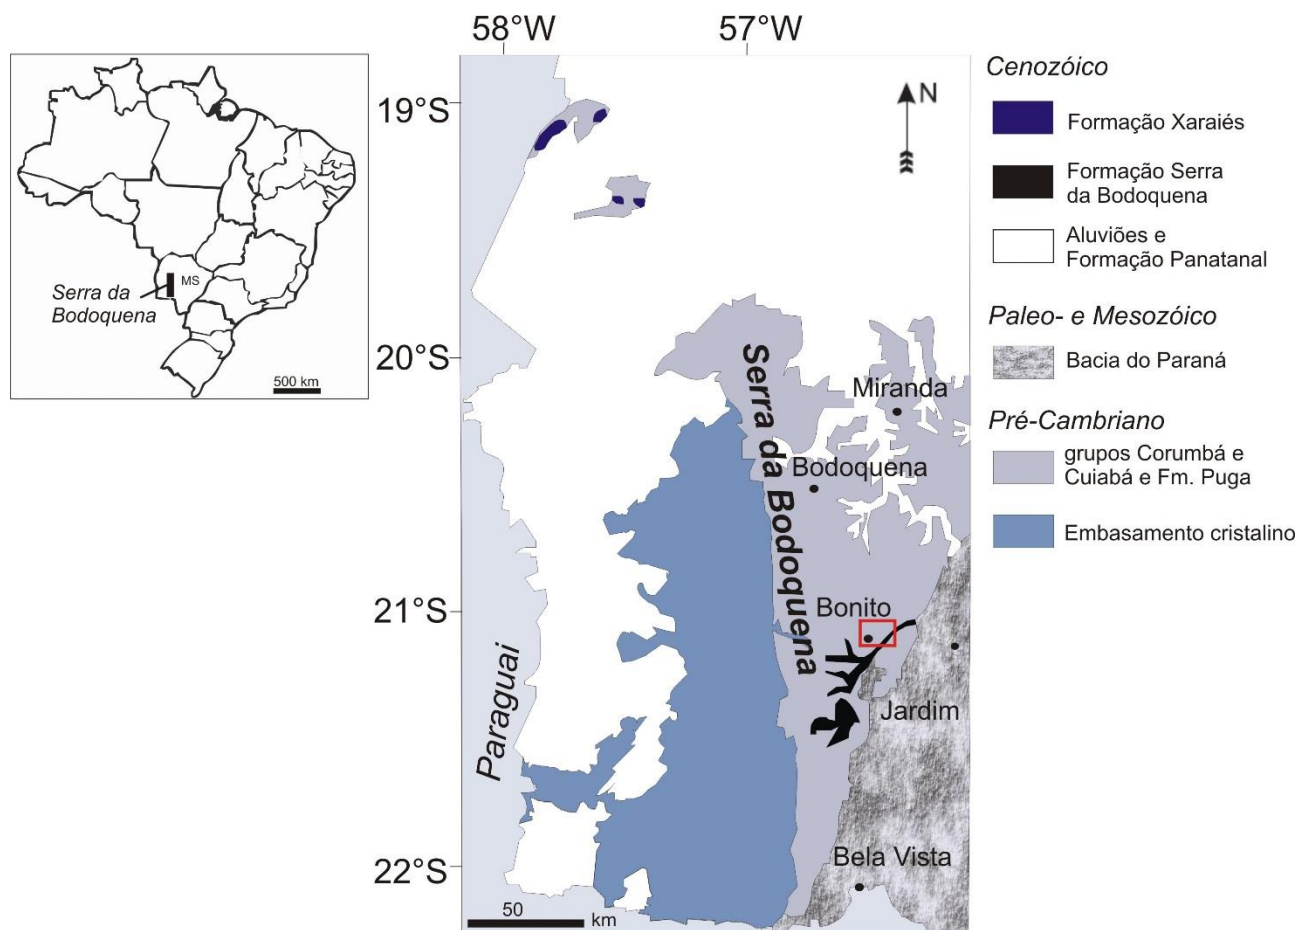 58°W
57°W
19°S
20°S
21°S
22°S
MS
Serra da
Bodoquena
500 km
N
Serra da Bodoquena
Miranda
Bodoquena
Bonito
Jardim
Bela Vista
Paraguai
50
km
Cenozóico
Formação Xaraiés
Formação Serra
da Bodoquena
Aluviões e
Formação Panatanal
Paleo- e Mesozóico
Bacia do Paraná
Pré-Cambriano
grupos Corumbá e
Cuiabá e Fm. Puga
Embasamento cristalino